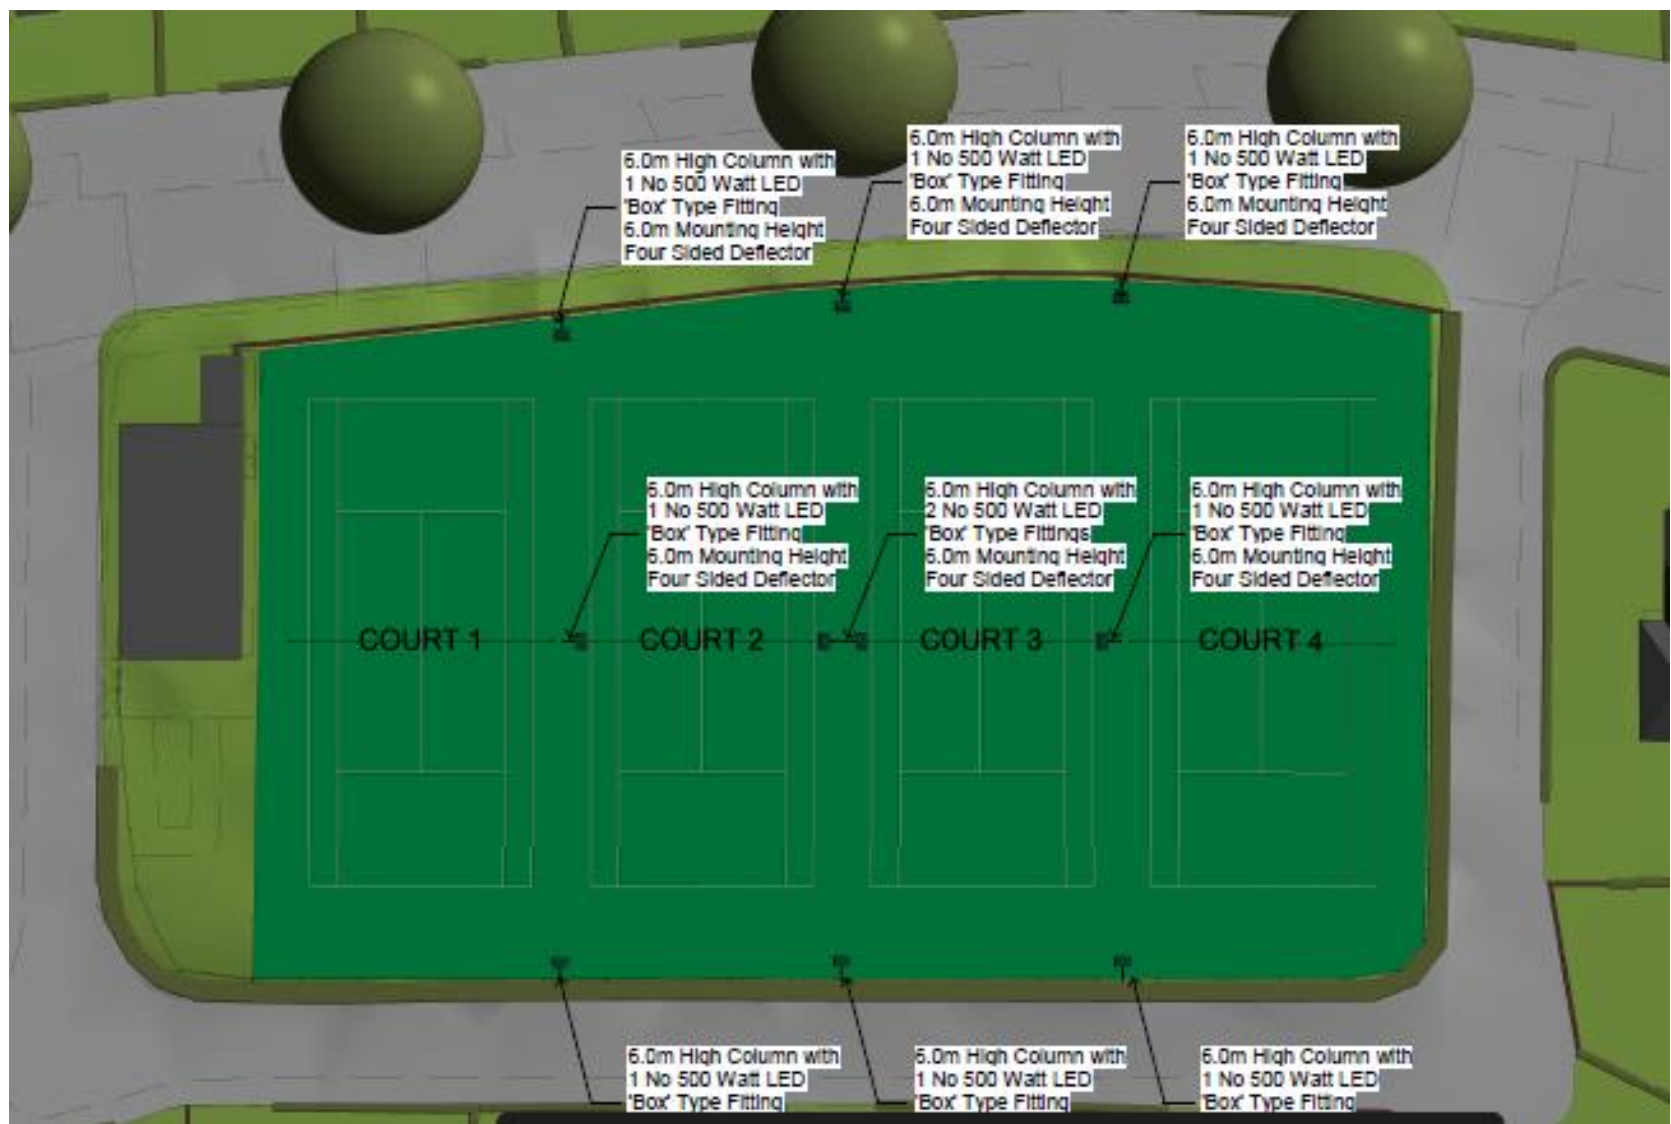 6.0m High Column with
1 No 500 Watt LED
'Box' Type Fitting
6.0m Mounting Height
Four Sided Deflector
6.0m High Column with
1 No 500 Watt LED
'Box' Type Fitting
6.0m Mounting Height
Four Sided Deflector
6.0m High Column with
1 No 500 Watt LED
'Box' Type Fitting
6.0m Mounting Height
Four Sided Deflector
6.0m High Column with
1 No 500 Watt LED
'Box' Type Fitting
6.0m Mounting Height
Four Sided Deflector
6.0m High Column with
2 No 500 Watt LED
'Box' Type Fittings
6.0m Mounting Height
Four Sided Deflector
6.0m High Column with
1 No 500 Watt LED
'Box' Type Fitting
6.0m Mounting Height
Four Sided Deflector
COURT 1
COURT 2
COURT 3
COURT 4
6.0m High Column with
1 No 500 Watt LED
'Box' Type Fitting
6.0m High Column with
1 No 500 Watt LED
'Box' Type Fitting
6.0m High Column with
1 No 500 Watt LED
'Box' Type Fitting